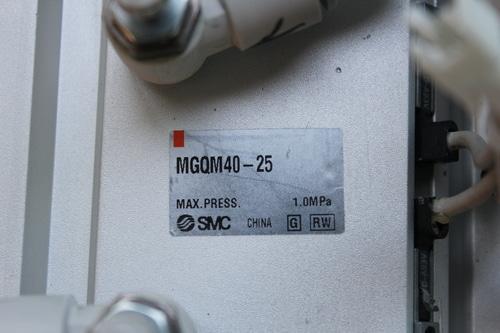 MGQM40-25
MAX.PRESS. 1.0MPa
SMC CHINA G RW